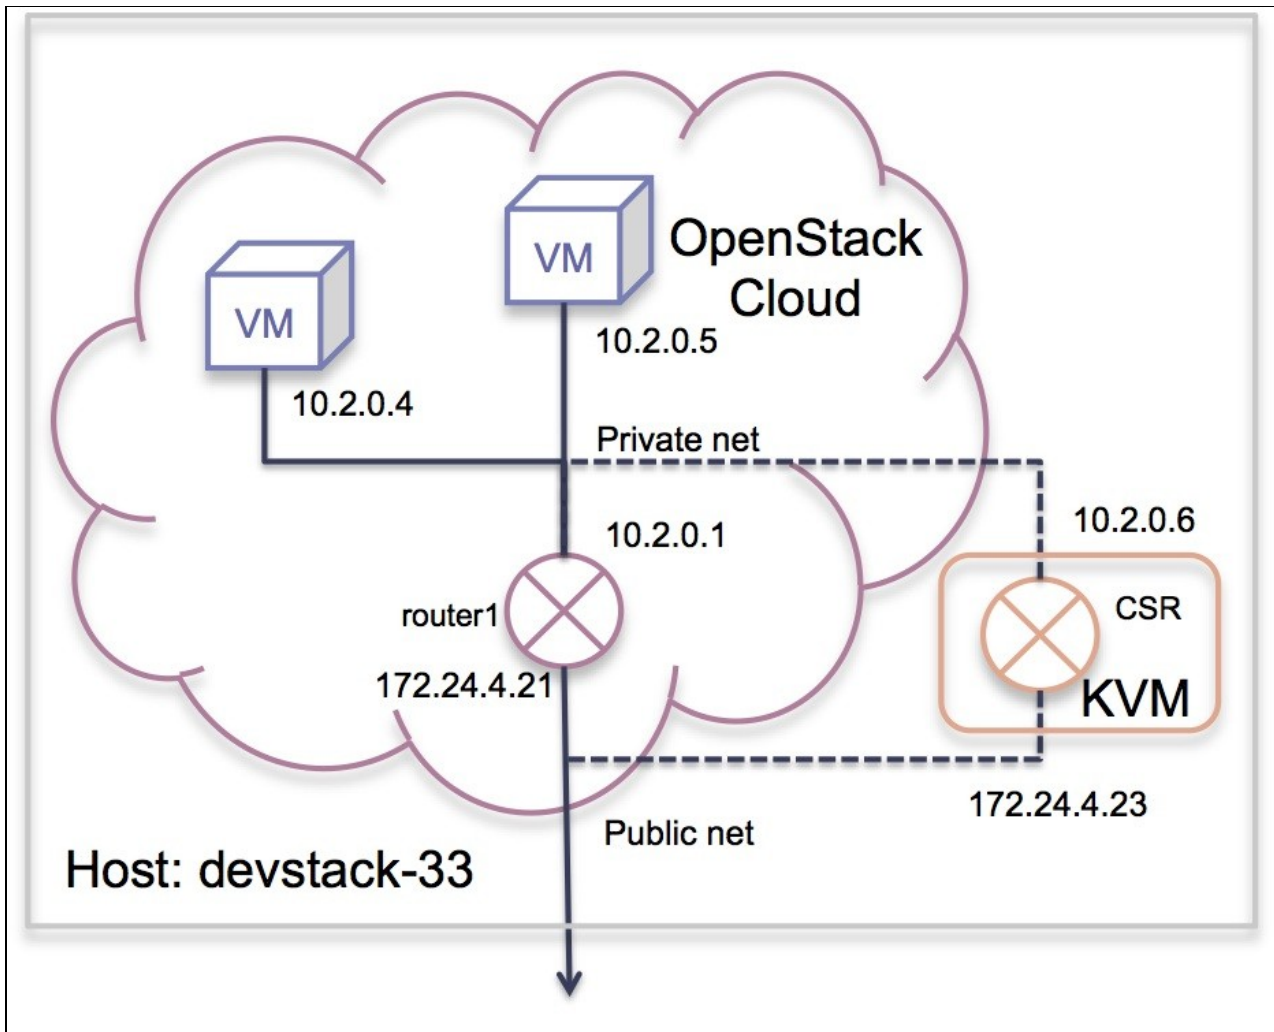 VM
OpenStack
Cloud
VM
10.2.0.5
10.2.0.4
Private net
10.2.0.6
10.2.0.1
CSR
router1
172.24.4.21
KVM
172.24.4.23
Public net
Host: devstack-33